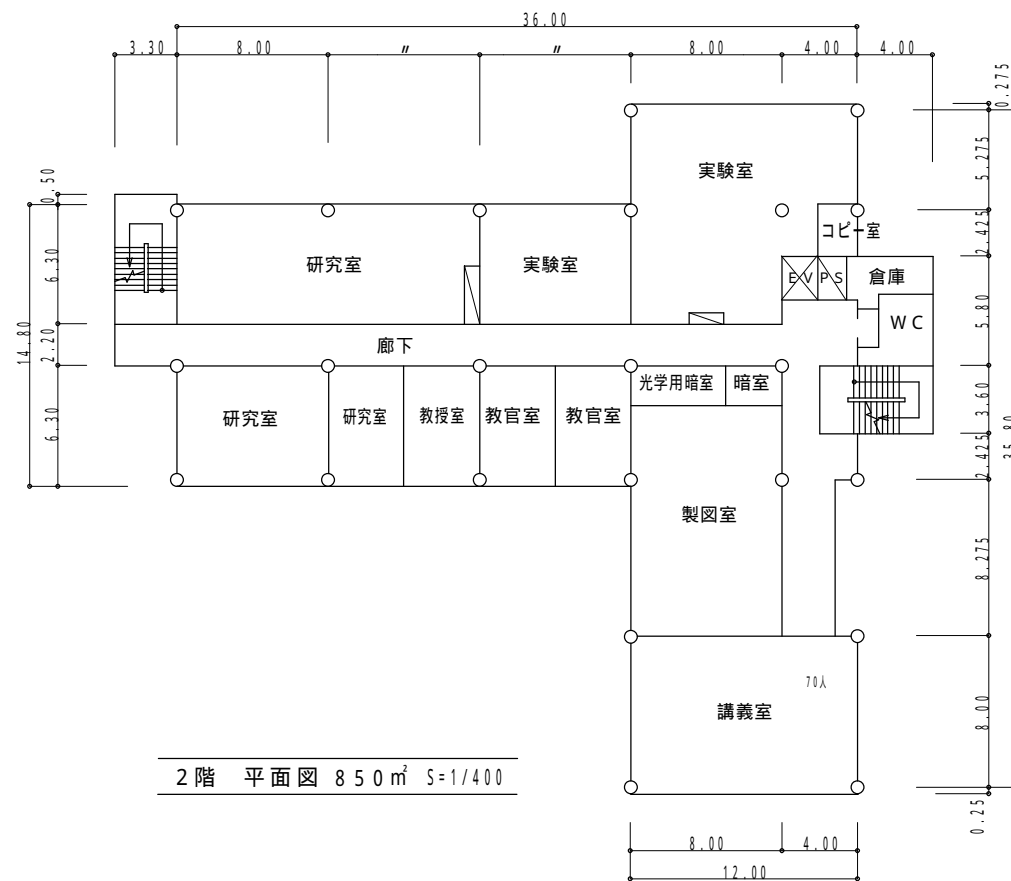 36.00
3.30 8.00 〃 〃 8.00 4.00 4.00
0.275
5.275
2.425
5.80
3.60
35.80
2.425
8.275
8.00
0.25
0.50
6.30
2.20
14.80
6.30
実験室
コピー室
研究室 実験室
EV PS 倉庫
WC
廊下
光学用暗室 暗室
研究室 研究室 教授室 教官室 教官室
製図室
70人
講義室
2階 平面図 850㎡ S=1/400
8.00 4.00
12.00